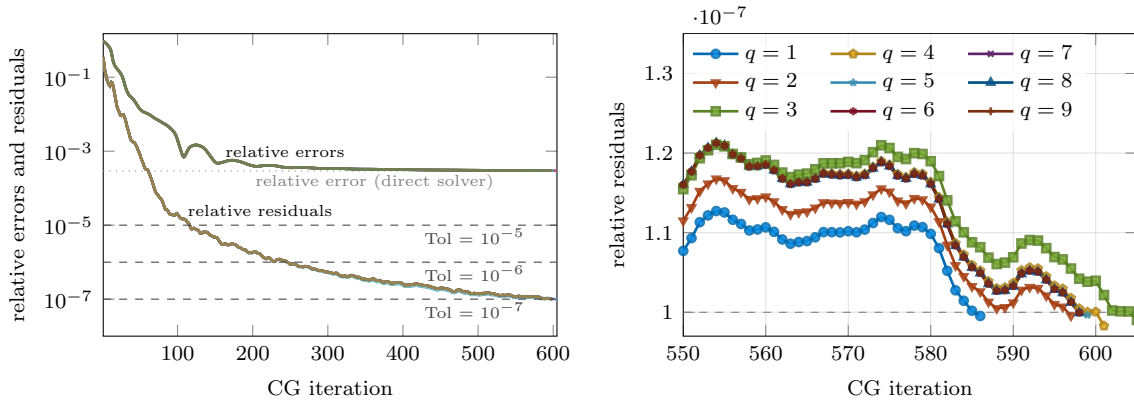 relative errors and residuals
10^{-1}
10^{-3}
10^{-5}
10^{-7}
relative errors
relative error (direct solver)
relative residuals
Tol = 10^{-5}
Tol = 10^{-6}
Tol = 10^{-7}
100
200
300
400
500
600
CG iteration
·10^{-7}
relative residuals
1.3
1.2
1.1
1
q = 1
q = 4
q = 7
q = 2
q = 5
q = 8
q = 3
q = 6
q = 9
550
560
570
580
590
600
CG iteration